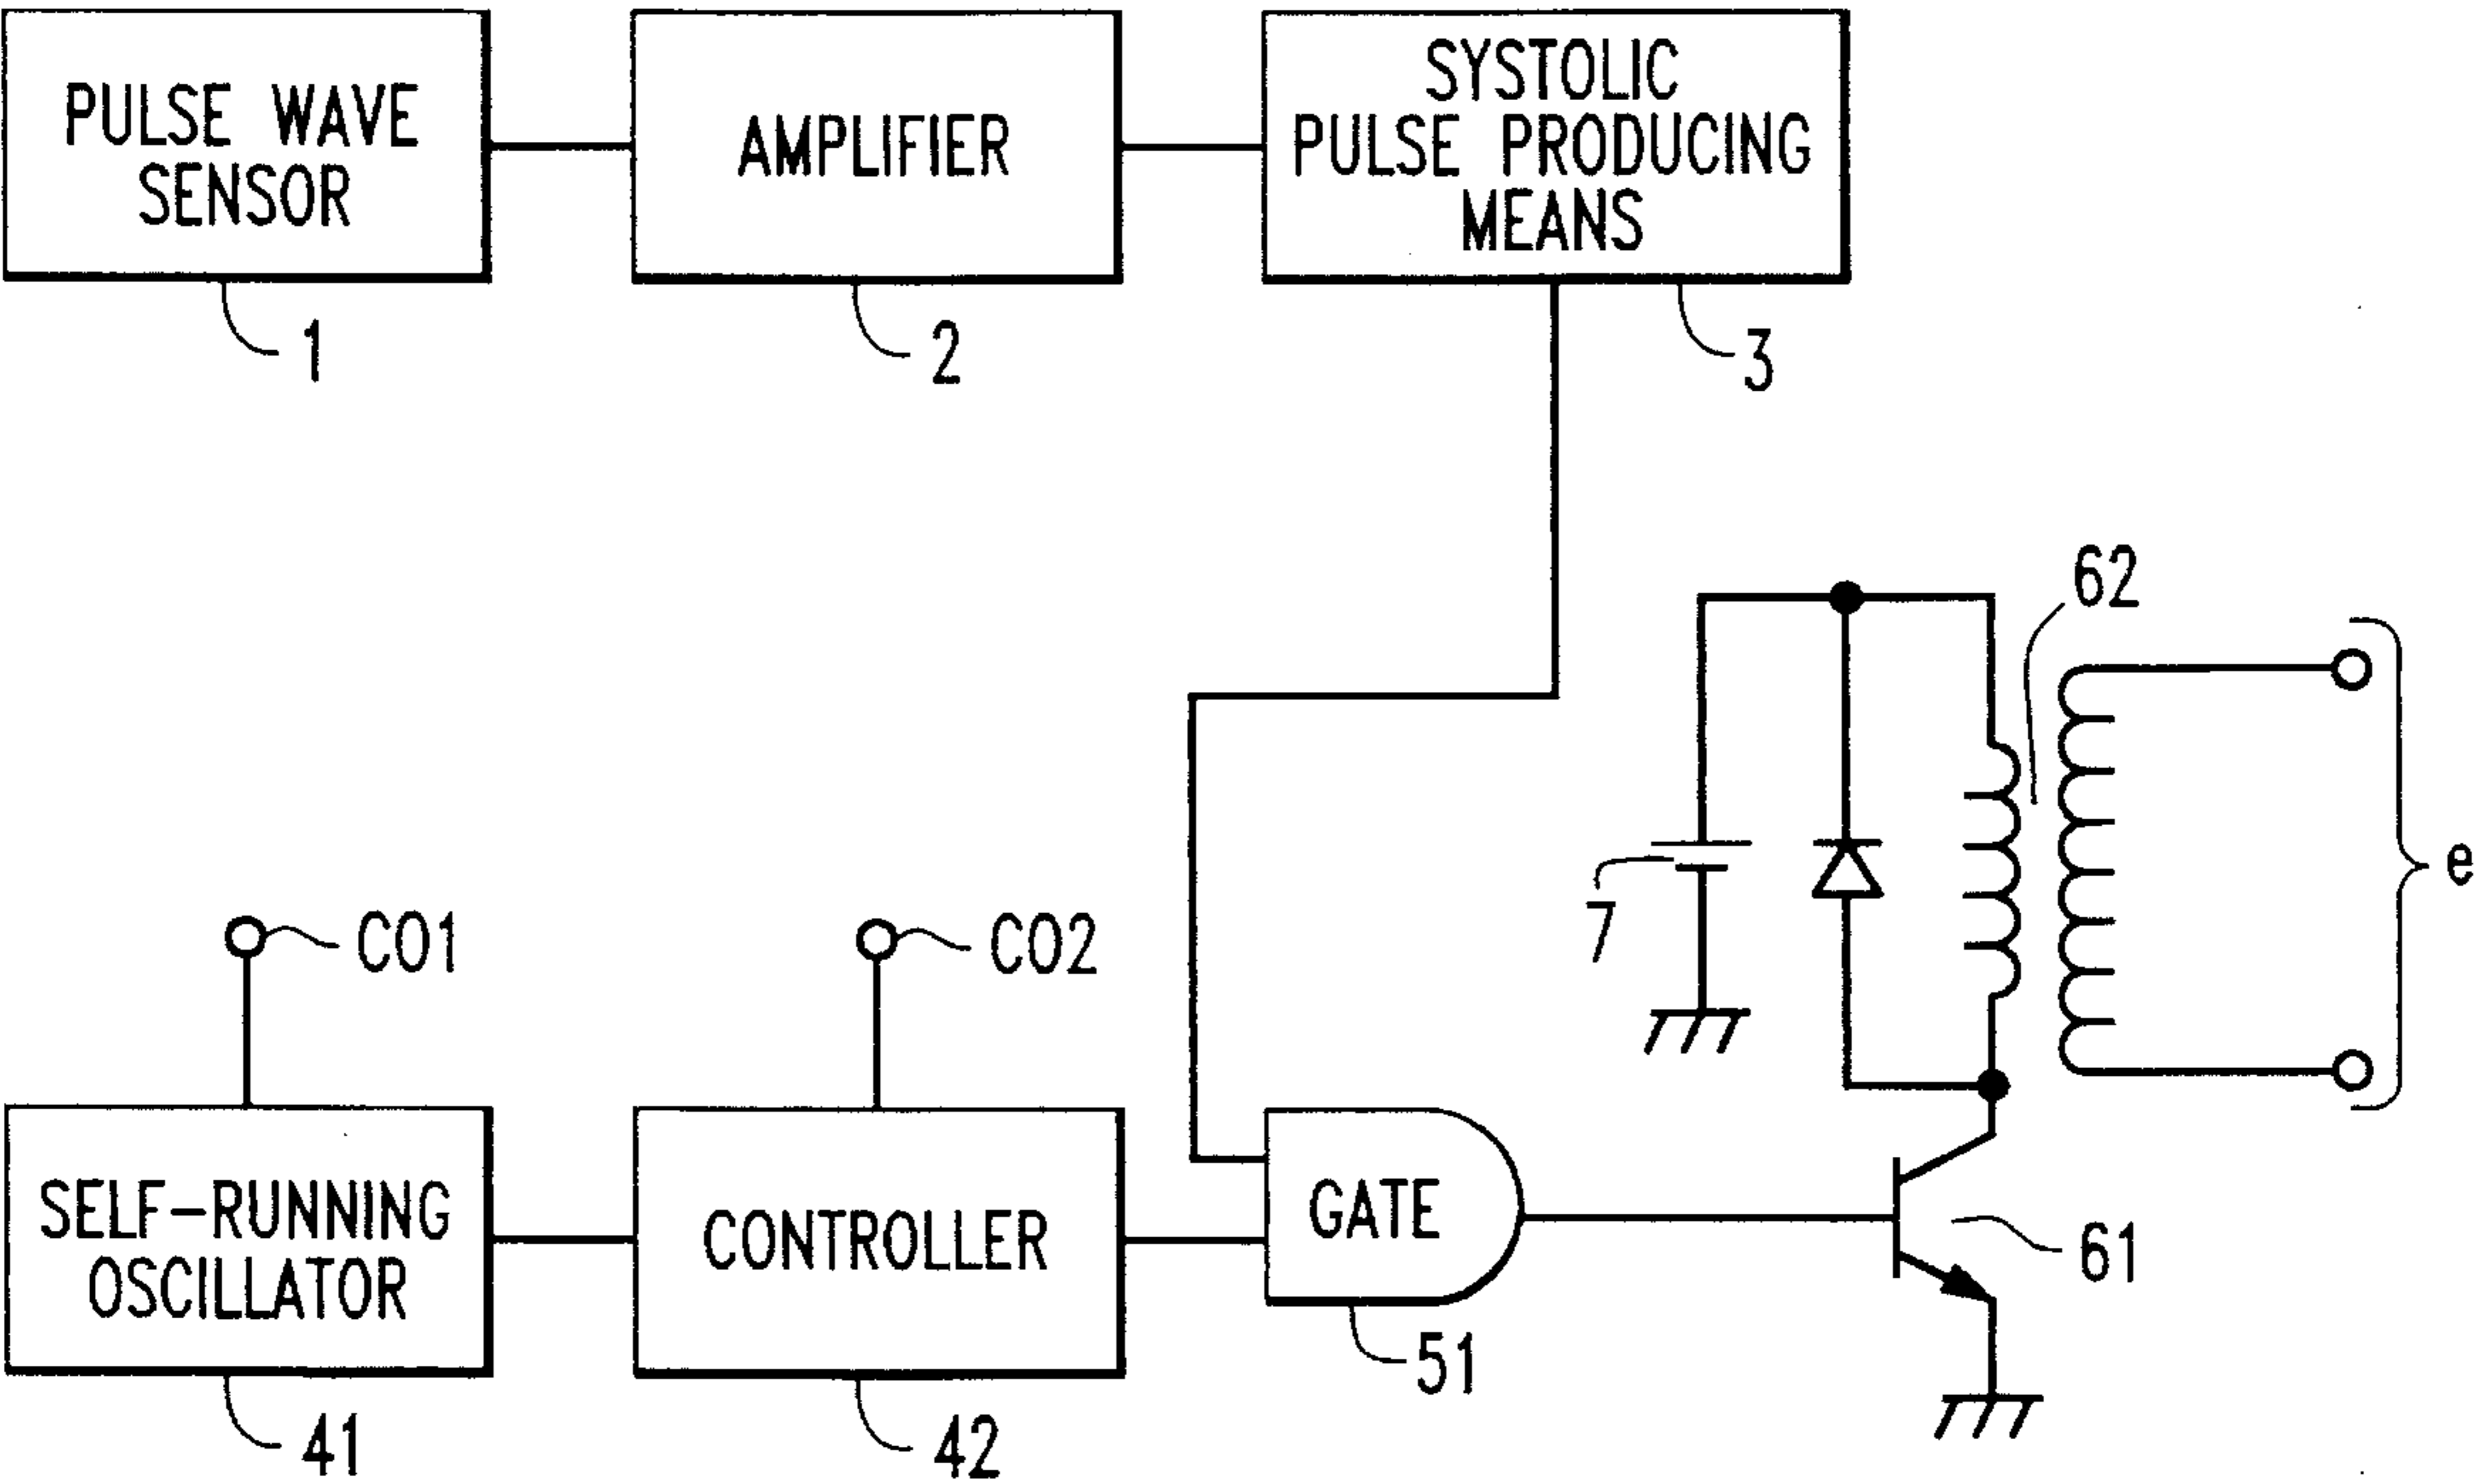 PULSE WAVE
SENSOR
AMPLIFIER
SYSTOLIC
PULSE PRODUCING
MEANS
1
2
3
62
e
7
CO1
CO2
SELF-RUNNING
OSCILLATOR
CONTROLLER
GATE
61
51
41
42